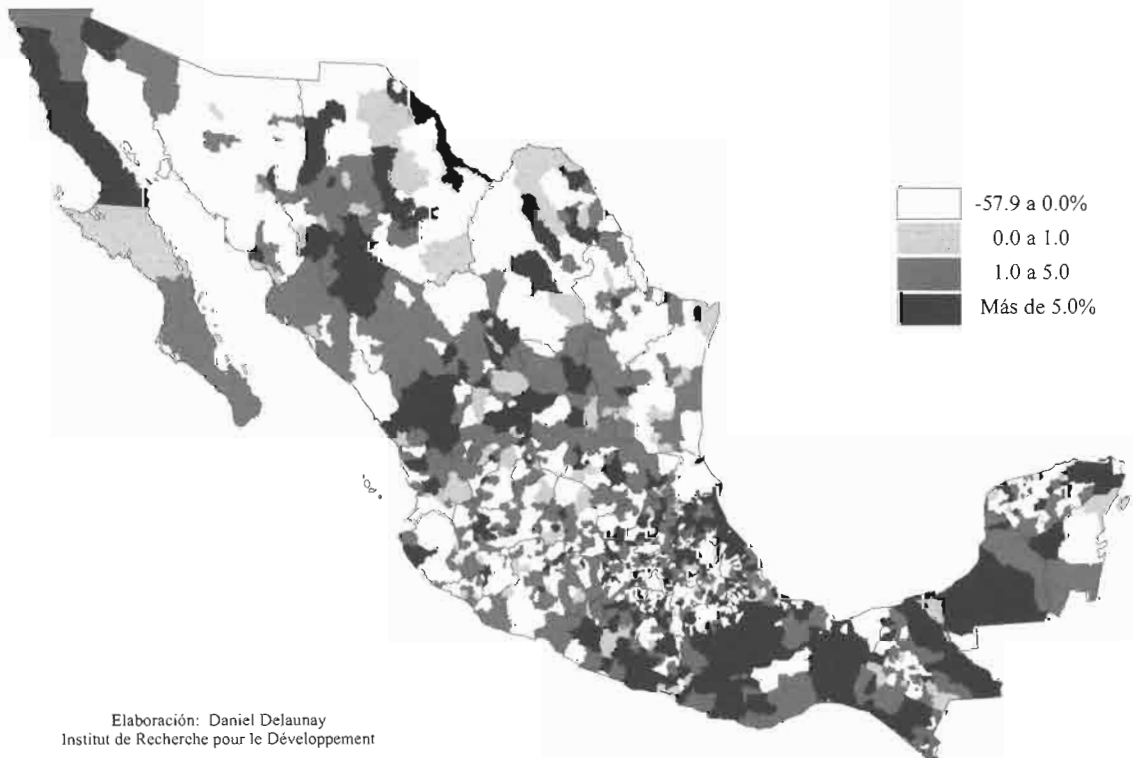 -57.9 a 0.0%
0.0 a 1.0
1.0 a 5.0
Más de 5.0%
Elaboración: Daniel Delaunay
Institut de Recherche pour le Développement